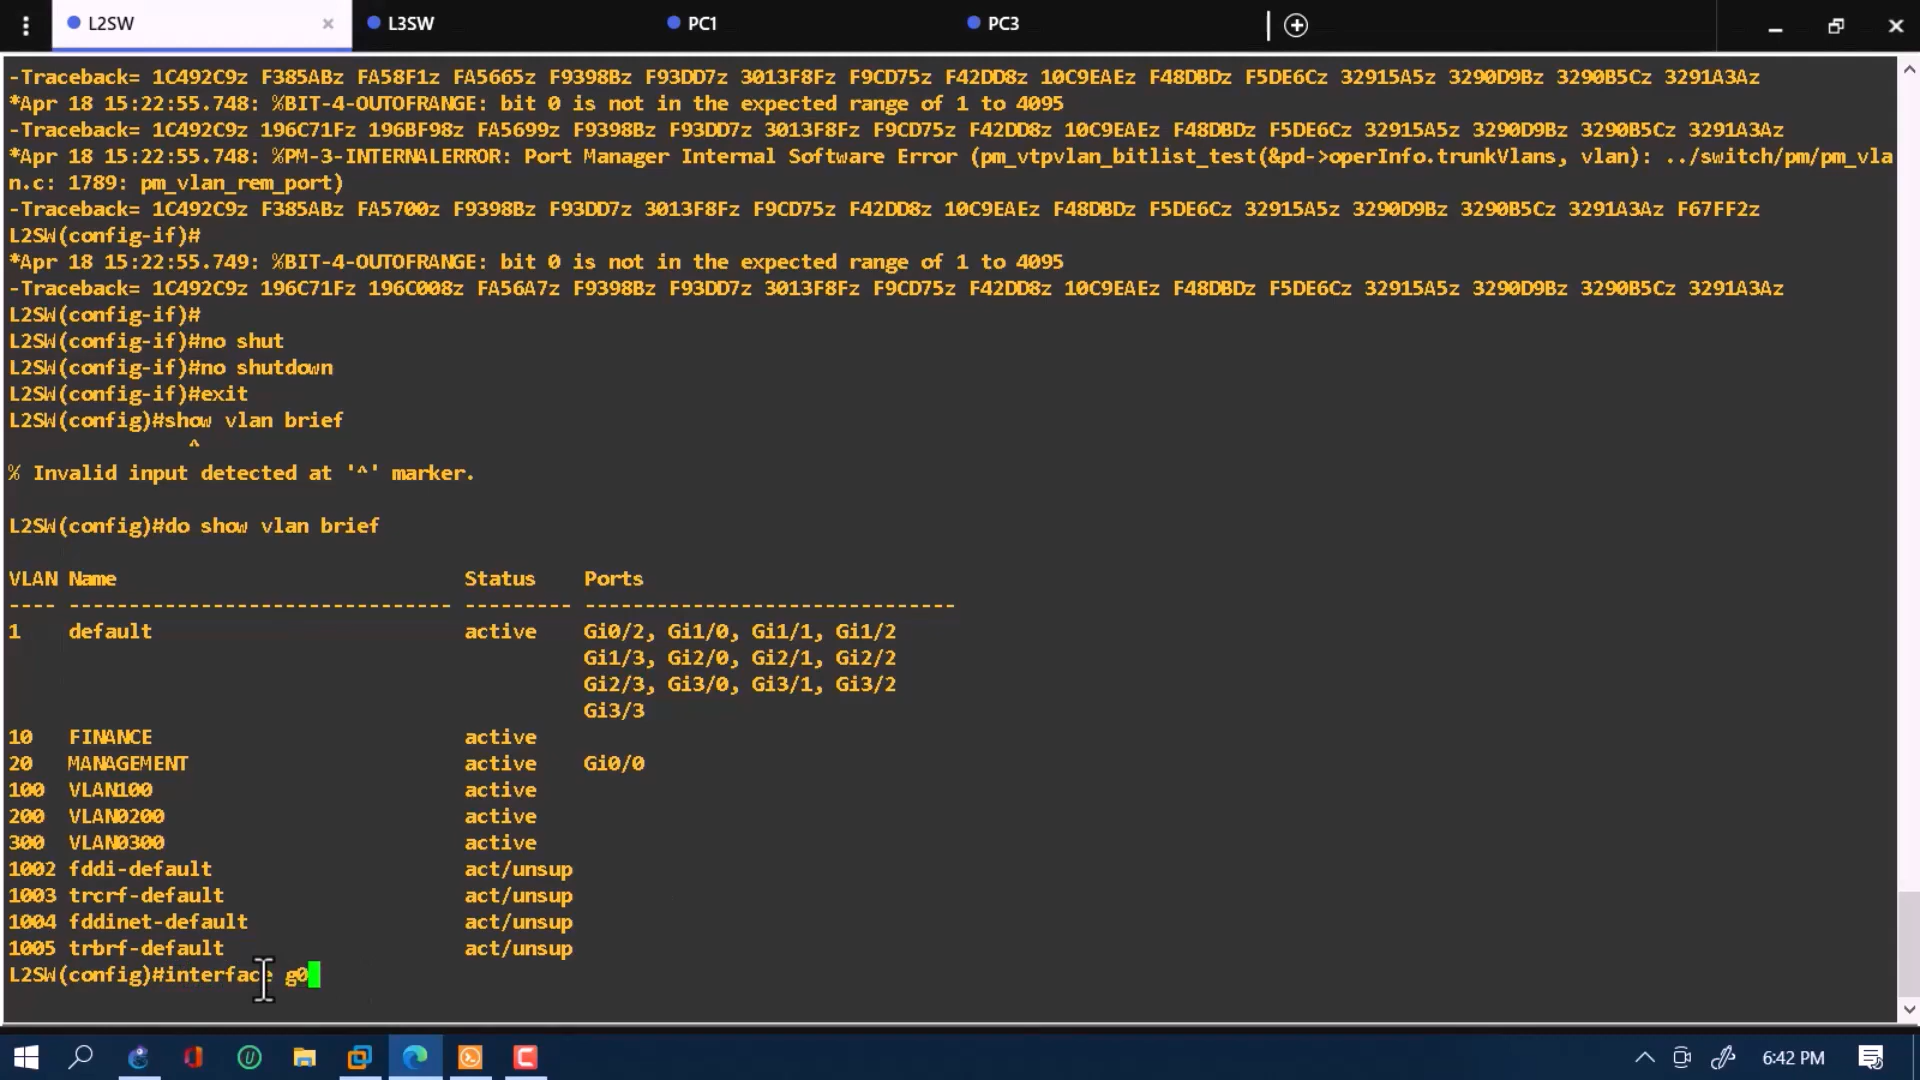 L2SW
L3SW
PC1
PC3
-Traceback= 1C492C9z F385ABz FA58F1z FA5665z F9398Bz F93DD7z 3013F8Fz F9CD75z F42DD8z 10C9EAEz F48DBDz F5DE6Cz 32915A5z 3290D9Bz 3290B5Cz 3291A3Az
*Apr 18 15:22:55.748: %BIT-4-OUTOFRANGE: bit 0 is not in the expected range of 1 to 4095
-Traceback= 1C492C9z 196C71Fz 196BF98z FA5699z F9398Bz F93DD7z 3013F8Fz F9CD75z F42DD8z 10C9EAEz F48DBDz F5DE6Cz 32915A5z 3290D9Bz 3290B5Cz 3291A3Az
*Apr 18 15:22:55.748: %PM-3-INTERNALERROR: Port Manager Internal Software Error (pm_vtpvlan_bitlist_test(&pd->operInfo.trunkVlans, vlan): ../switch/pm/pm_vla
n.c: 1789: pm_vlan_rem_port)
-Traceback= 1C492C9z F385ABz FA5700z F9398Bz F93DD7z 3013F8Fz F9CD75z F42DD8z 10C9EAEz F48DBDz F5DE6Cz 32915A5z 3290D9Bz 3290B5Cz 3291A3Az F67FF2z
L2SW(config-if)#
*Apr 18 15:22:55.749: %BIT-4-OUTOFRANGE: bit 0 is not in the expected range of 1 to 4095
-Traceback= 1C492C9z 196C71Fz 196C008z FA56A7z F9398Bz F93DD7z 3013F8Fz F9CD75z F42DD8z 10C9EAEz F48DBDz F5DE6Cz 32915A5z 3290D9Bz 3290B5Cz 3291A3Az
L2SW(config-if)#
L2SW(config-if)#no shut
L2SW(config-if)#no shutdown
L2SW(config-if)#exit
L2SW(config)#show vlan brief
^
% Invalid input detected at '^' marker.
L2SW(config)#do show vlan brief
VLAN Name                             Status    Ports
---- -------------------------------- --------- -------------------------------
1    default                          active    Gi0/2, Gi1/0, Gi1/1, Gi1/2
Gi1/3, Gi2/0, Gi2/1, Gi2/2
Gi2/3, Gi3/0, Gi3/1, Gi3/2
Gi3/3
10   FINANCE                          active
20   MANAGEMENT                       active    Gi0/0
100  VLAN100                          active
200  VLAN0200                         active
300  VLAN0300                         active
1002 fddi-default                     act/unsup
1003 trcrf-default                    act/unsup
1004 fddinet-default                  act/unsup
1005 trbrf-default                    act/unsup
L2SW(config)#interface g0
6:42 PM